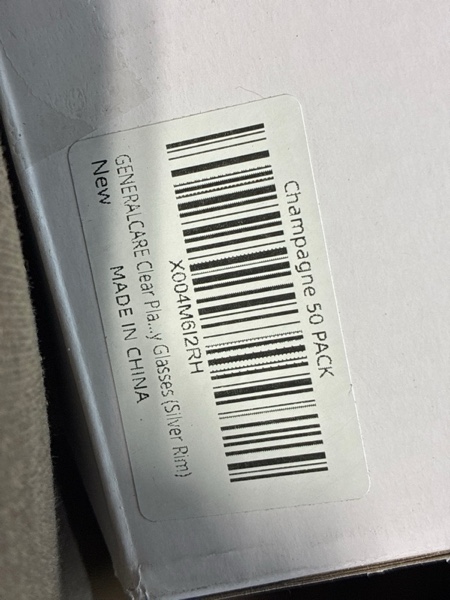 Champagne 50 PACK
X004M6I2RH
GENERALCARE Clear Pla...y Glasses (Silver Rim)
New
MADE IN CHINA